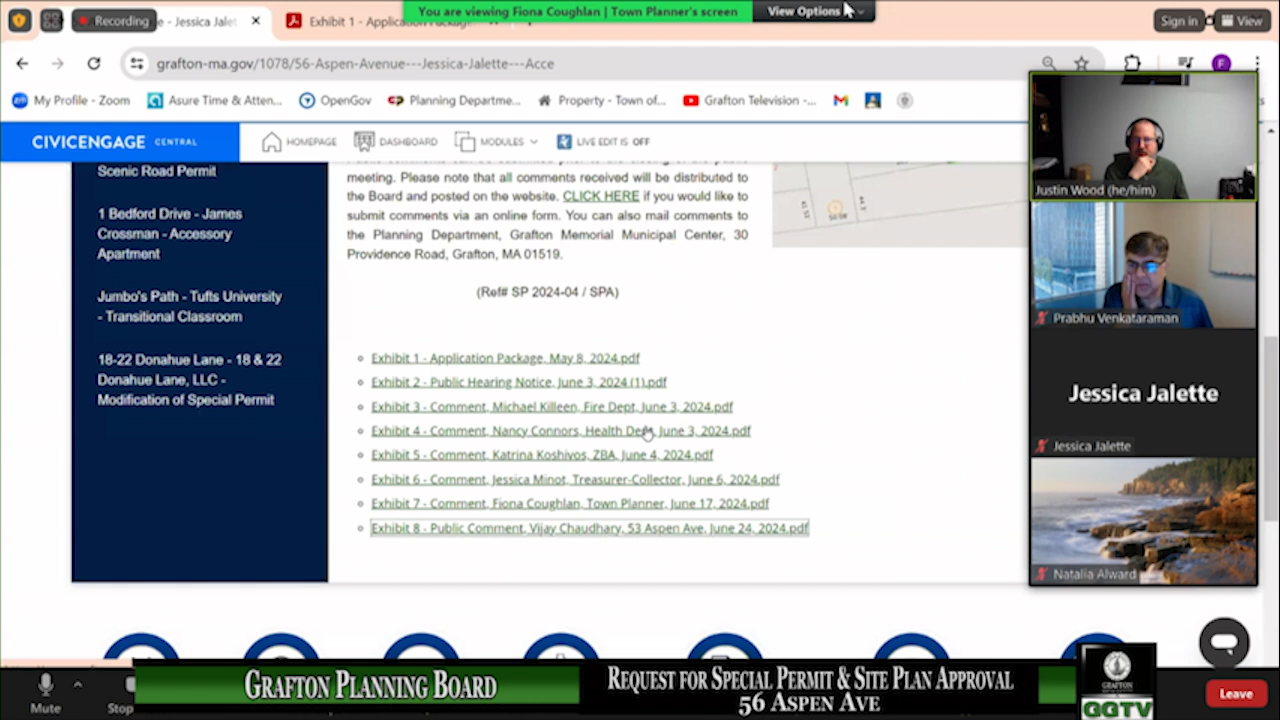 You are viewing Fiona Coughlan | Town Planner's screen
View Options
Recording
e - Jessica Jalet
Exhibit 1 - Application Package
Sign in
View
grafton-ma.gov/1078/56-Aspen-Avenue---Jessica-Jalette---Acce
F
My Profile - Zoom
Asure Time & Atten...
OpenGov
Planning Departme...
Property - Town of...
Grafton Television -...
CIVICENGAGE CENTRAL
HOMEPAGE
DASHBOARD
MODULES
LIVE EDIT IS OFF
Scenic Road Permit
1 Bedford Drive - James
Crossman - Accessory
Apartment
Jumbo's Path - Tufts University
- Transitional Classroom
18-22 Donahue Lane - 18 & 22
Donahue Lane, LLC -
Modification of Special Permit
meeting. Please note that all comments received will be distributed
to the Board and posted on the website. CLICK HERE if you would like to
submit comments via an online form. You can also mail comments to
the Planning Department, Grafton Memorial Municipal Center, 30
Providence Road, Grafton, MA 01519.
(Ref# SP 2024-04 / SPA)
Exhibit 1 - Application Package, May 8, 2024.pdf
Exhibit 2 - Public Hearing Notice, June 3, 2024 (1).pdf
Exhibit 3 - Comment, Michael Killeen, Fire Dept, June 3, 2024.pdf
Exhibit 4 - Comment, Nancy Connors, Health Dept, June 3, 2024.pdf
Exhibit 5 - Comment, Katrina Koshivos, ZBA, June 4, 2024.pdf
Exhibit 6 - Comment, Jessica Minot, Treasurer-Collector, June 6, 2024.pdf
Exhibit 7 - Comment, Fiona Coughlan, Town Planner, June 17, 2024.pdf
Exhibit 8 - Public Comment, Vijay Chaudhary, 53 Aspen Ave, June 24, 2024.pdf
Justin Wood (he/him)
Prabhu Venkataraman
Jessica Jalette
Jessica Jalette
Natalia Alward
Mute
Stop
GRAFTON PLANNING BOARD
REQUEST FOR SPECIAL PERMIT & SITE PLAN APPROVAL
56 ASPEN AVE
GRAFTON
GGTV
Leave